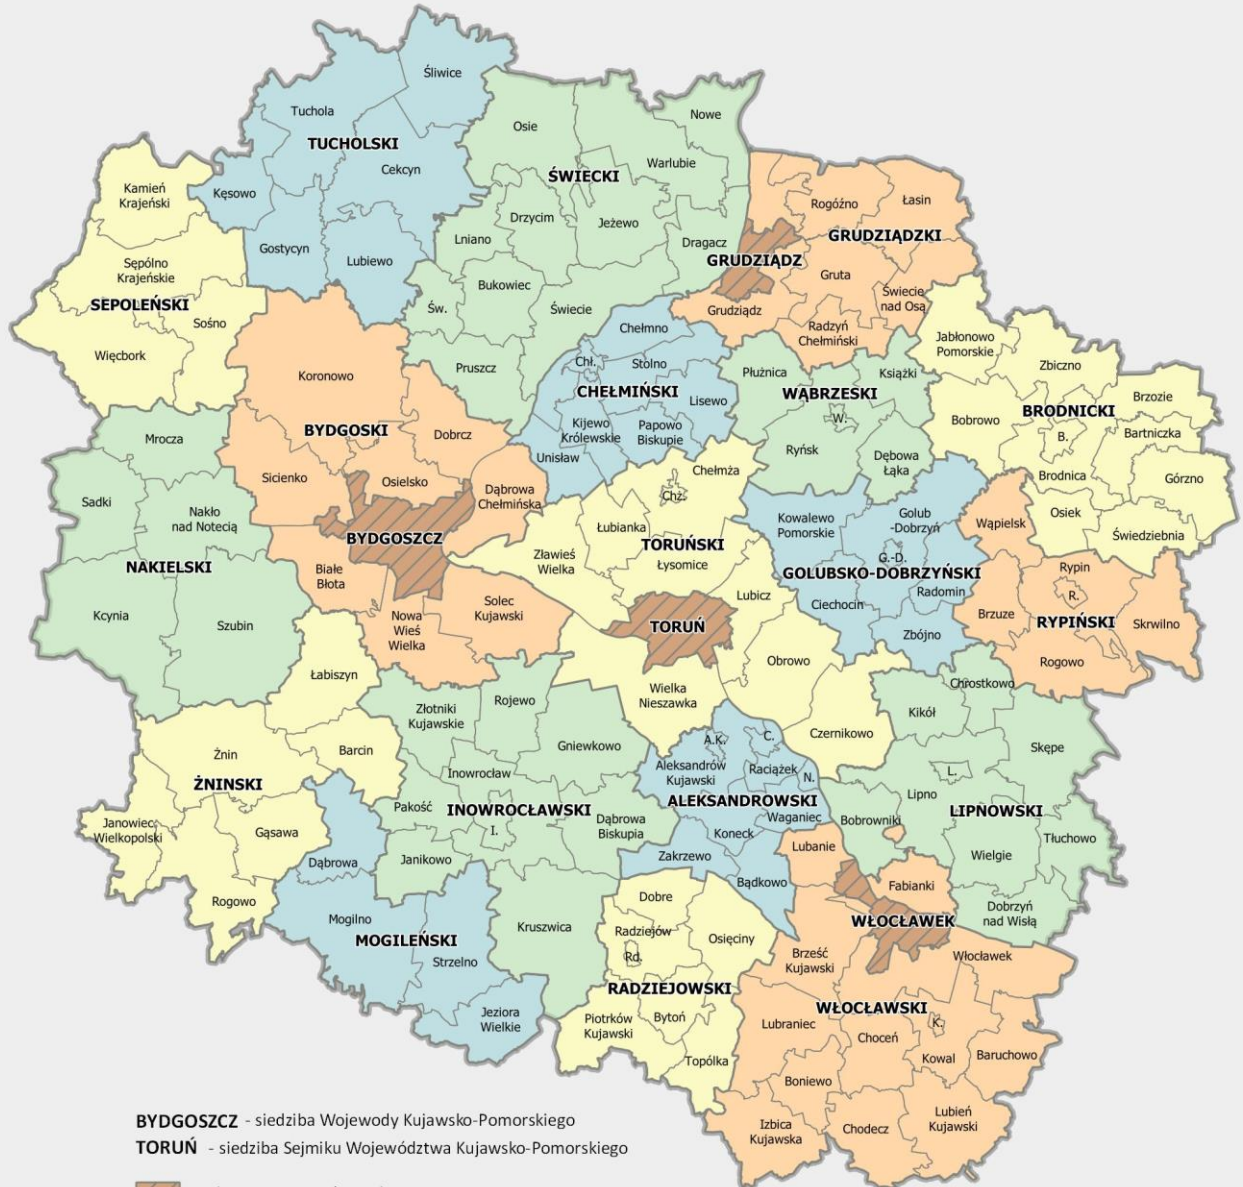 Śliwice
Tuchola
TUCHOLSKI
Cekcyn
Kęsowo
Gostycyn
Lubiewo
Nowe
Osie
Warlubie
ŚWIECKI
Drzycim
Jeżewo
Lniano
Dragacz
Bukowiec
Św.
Świecie
Pruszcz
Kamień
Krajeński
Sępólno
Krajeńskie
SEPOLEŃSKI
Sośno
Więcbork
Rogóźno
Łasin
GRUDZIĄDZKI
GRUDZIĄDZ
Gruta
Świecie
nad Osą
Grudziądz
Radzyń
Chełmiński
Chełmno
Chł.
Stolno
CHEŁMIŃSKI
Lisewo
Kijewo
Królewskie
Papowo
Biskupie
Unisław
Płużnica
Książki
WĄBRZESKI
W.
Ryńsk
Dębowa
Łąka
Jabłonowo
Pomorskie
Zbiczno
Brzozie
BRODNICKI
Bobrowo
B.
Bartniczka
Brodnica
Górzno
Osiek
Świedziebnia
Koronowo
BYDGOSKI
Dobrcz
Sicienko
Osielsko
Dąbrowa
Chełmińska
BYDGOSZCZ
Białe
Błota
Nowa
Wieś
Wielka
Solec
Kujawski
Mrocza
Sadki
Nakło
nad Notecią
NAKIELSKI
Kcynia
Szubin
Chełmża
Chż.
Łubianka
TORUŃSKI
Zławieś
Wielka
Łysomice
Lubicz
TORUŃ
Obrowo
Wielka
Nieszawka
Czernikowo
Kowalewo
Pomorskie
Golub
-Dobrzyń
G.-D.
GOLUBSKO-DOBRZYŃSKI
Radomin
Ciechocin
Zbójno
Wąpielsk
Rypin
R.
Brzuze
RYPIŃSKI
Skrwilno
Rogowo
Łabiszyn
Żnin
Barcin
ŻNINSKI
Janowiec
Wielkopolski
Gąsawa
Rogowo
Złotniki
Kujawskie
Rojewo
Gniewkowo
Inowrocław
Pakość
INOWROCŁAWSKI
I.
Dąbrowa
Biskupia
Janikowo
Kruszwica
A.K.
C.
Aleksandrów
Kujawski
Raciążek
N.
ALEKSANDROWSKI
Waganiec
Koneck
Zakrzewo
Bądkowo
Chrostkowo
Kikół
Skępe
L.
Lipno
LIPNOWSKI
Bobrowniki
Tłuchowo
Wielgie
Dobrzyń
nad Wisłą
Dąbrowa
Mogilno
MOGILEŃSKI
Strzelno
Jeziora
Wielkie
Dobre
Radziejów
Osięciny
Rd.
RADZIEJOWSKI
Piotrków
Kujawski
Bytoń
Topólka
Lubanie
Fabianki
WŁOCŁAWEK
Brześć
Kujawski
Włocławek
WŁOCŁAWSKI
Lubraniec
K.
Choceń
Kowal
Baruchowo
Boniewo
Izbica
Kujawska
Chodecz
Lubień
Kujawski
BYDGOSZCZ - siedziba Wojewody Kujawsko-Pomorskiego
TORUŃ - siedziba Sejmiku Województwa Kujawsko-Pomorskiego